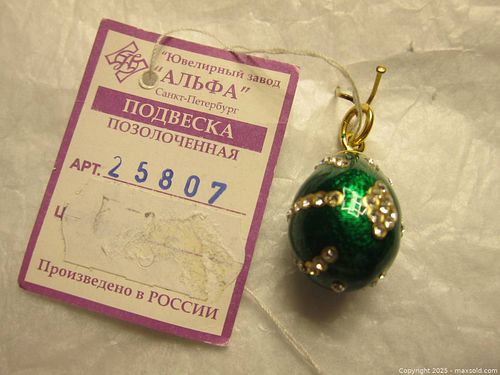 "Ювелирный завод
"АЛЬФА"
Санкт-Петербург
ПОДВЕСКА
ПОЗОЛОЧЕННАЯ
АРТ. 25807
Ц
Произведено в РОССИИ
Copyright 2025 - maxsold.com